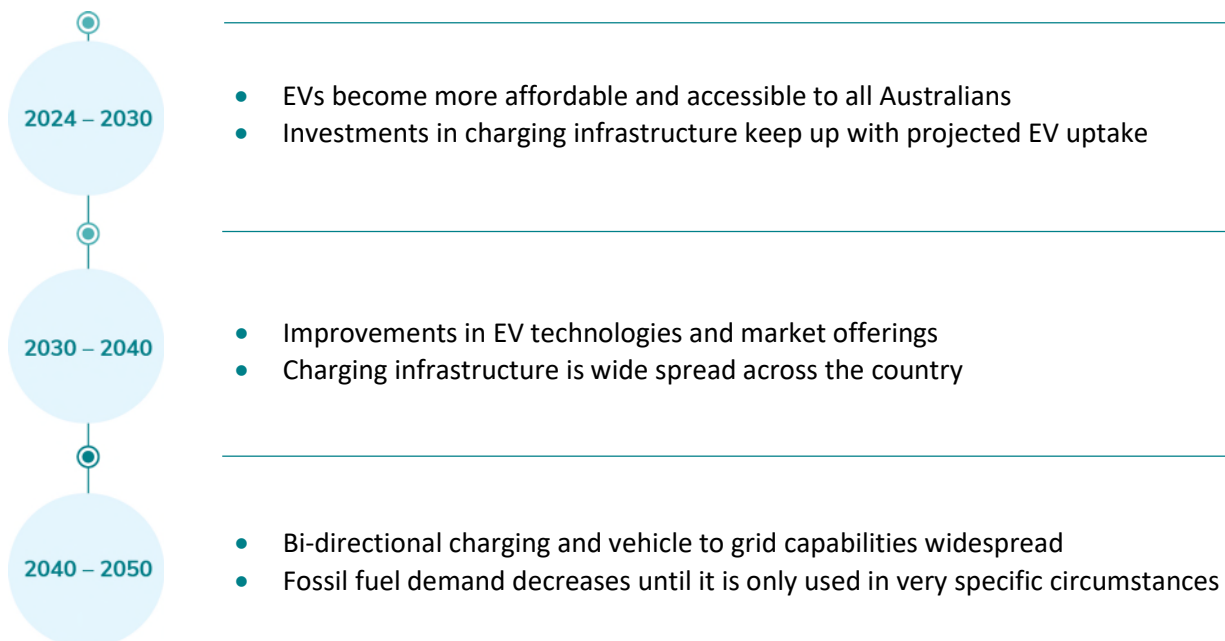 2024 – 2030
• EVs become more affordable and accessible to all Australians
• Investments in charging infrastructure keep up with projected EV uptake
2030 – 2040
• Improvements in EV technologies and market offerings
• Charging infrastructure is wide spread across the country
2040 – 2050
• Bi-directional charging and vehicle to grid capabilities widespread
• Fossil fuel demand decreases until it is only used in very specific circumstances